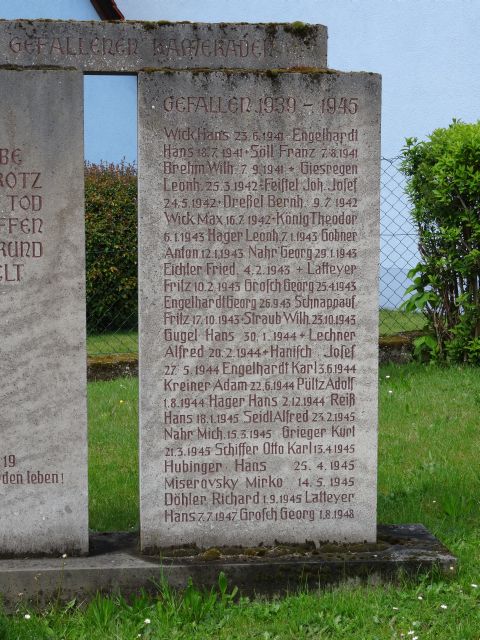 GEFALLENEN KAMERADEN
BE
ROTZ
TOD
FFEN
RUND
LT
19
den leben!
GEFALLEN 1939 - 1945
Wick Hans 23.6.1941 - Engelhardt
Hans 18.7.1941 + Söll Franz 7.8.1941
Brehm Wilh. 7.9.1941 + Giesregen
Leonh. 25.3.1942 - Feistel Joh. Josef
24.5.1942 + Dreßel Bernh. 9.7.1942
Wick Max 16.7.1942 - König Theodor
6.1.1943 Hager Leonh. 7.1.1943 Göbner
Anton 12.1.1943 Nahr Georg 29.1.1943
Eichler Fried. 4.2.1943 + Latteyer
Fritz 10.2.1943 Grosch Georg 25.4.1943
Engelhardt Georg 26.9.43 Schnappauf
Fritz 17.10.1943 - Straub Wilh. 23.10.1943
Gugel Hans 30.1.1944 + Lechner
Alfred 20.2.1944 + Hanisch Josef
27.5.1944 Engelhardt Karl 3.6.1944
Kreiner Adam 22.6.1944 Pültz Adolf
1.8.1944 Hager Hans 2.12.1944 Reiß
Hans 18.1.1945 Seidl Alfred 23.2.1945
Nahr Mich. 15.3.1945 Grieger Kurt
21.3.1945 Schiffer Otto Karl 13.4.1945
Hubinger Hans 25.4.1945
Miserovsky Mirko 14.5.1945
Döhler Richard 1.9.1945 Latteyer
Hans 7.7.1947 Grosch Georg 1.8.1948